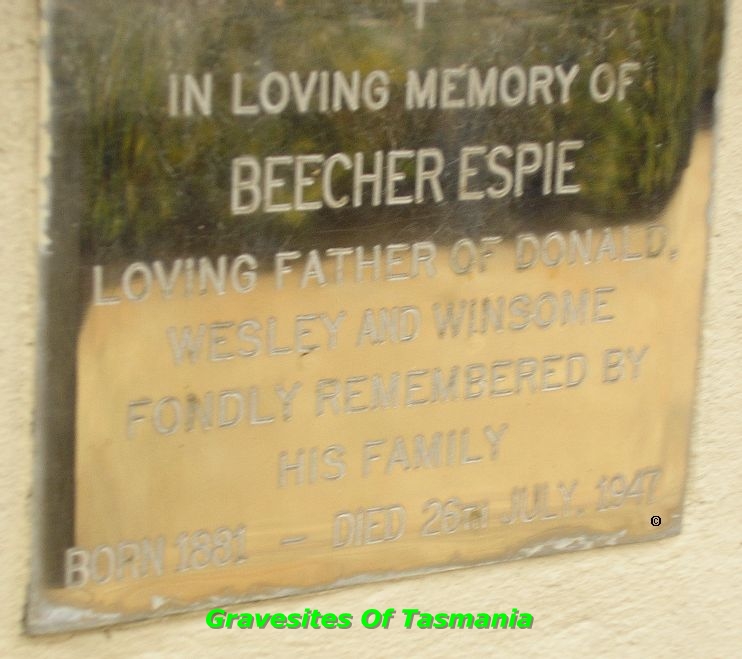 IN LOVING MEMORY OF
BEECHER ESPIE
LOVING FATHER OF DONALD,
WESLEY AND WINSOME
FONDLY REMEMBERED BY
HIS FAMILY
BORN 1881 — DIED 26TH JULY, 1947
©
Gravesites Of Tasmania